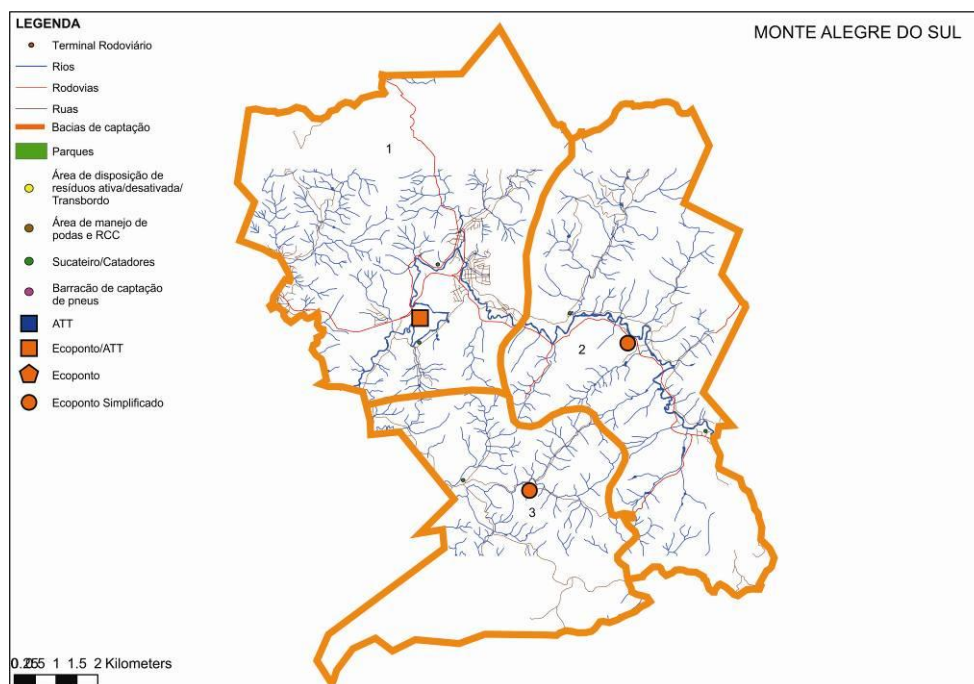 LEGENDA
MONTE ALEGRE DO SUL
Terminal Rodoviário
Rios
Rodovias
Ruas
Bacias de captação
Parques
Área de disposição de
resíduos ativa/desativada/
Transbordo
Área de manejo de
podas e RCC
Sucateiro/Catadores
Barracão de captação
de pneus
ATT
Ecoponto/ATT
Ecoponto
Ecoponto Simplificado
1
2
3
1 1.5 2 Kilometers